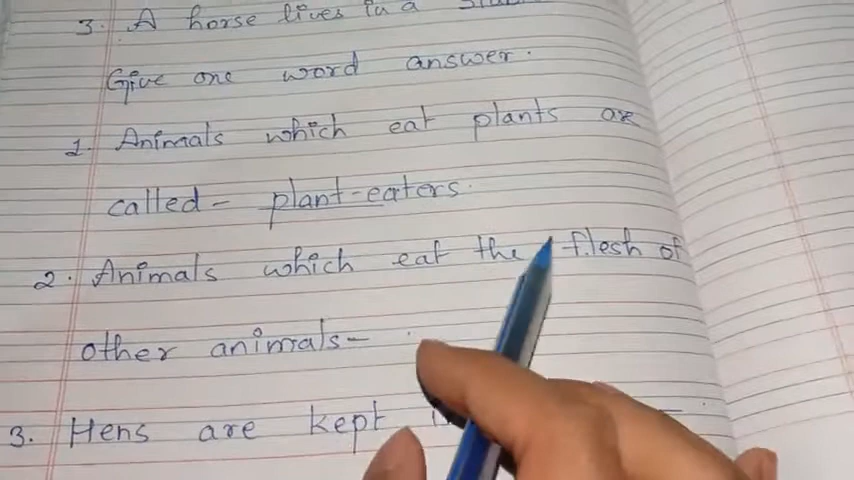 3. A horse lives in a
Give one word answer.
1. Animals which eat plants are
called - plant-eaters.
2. Animals which eat the flesh of
other animals-
3. Hens are kept